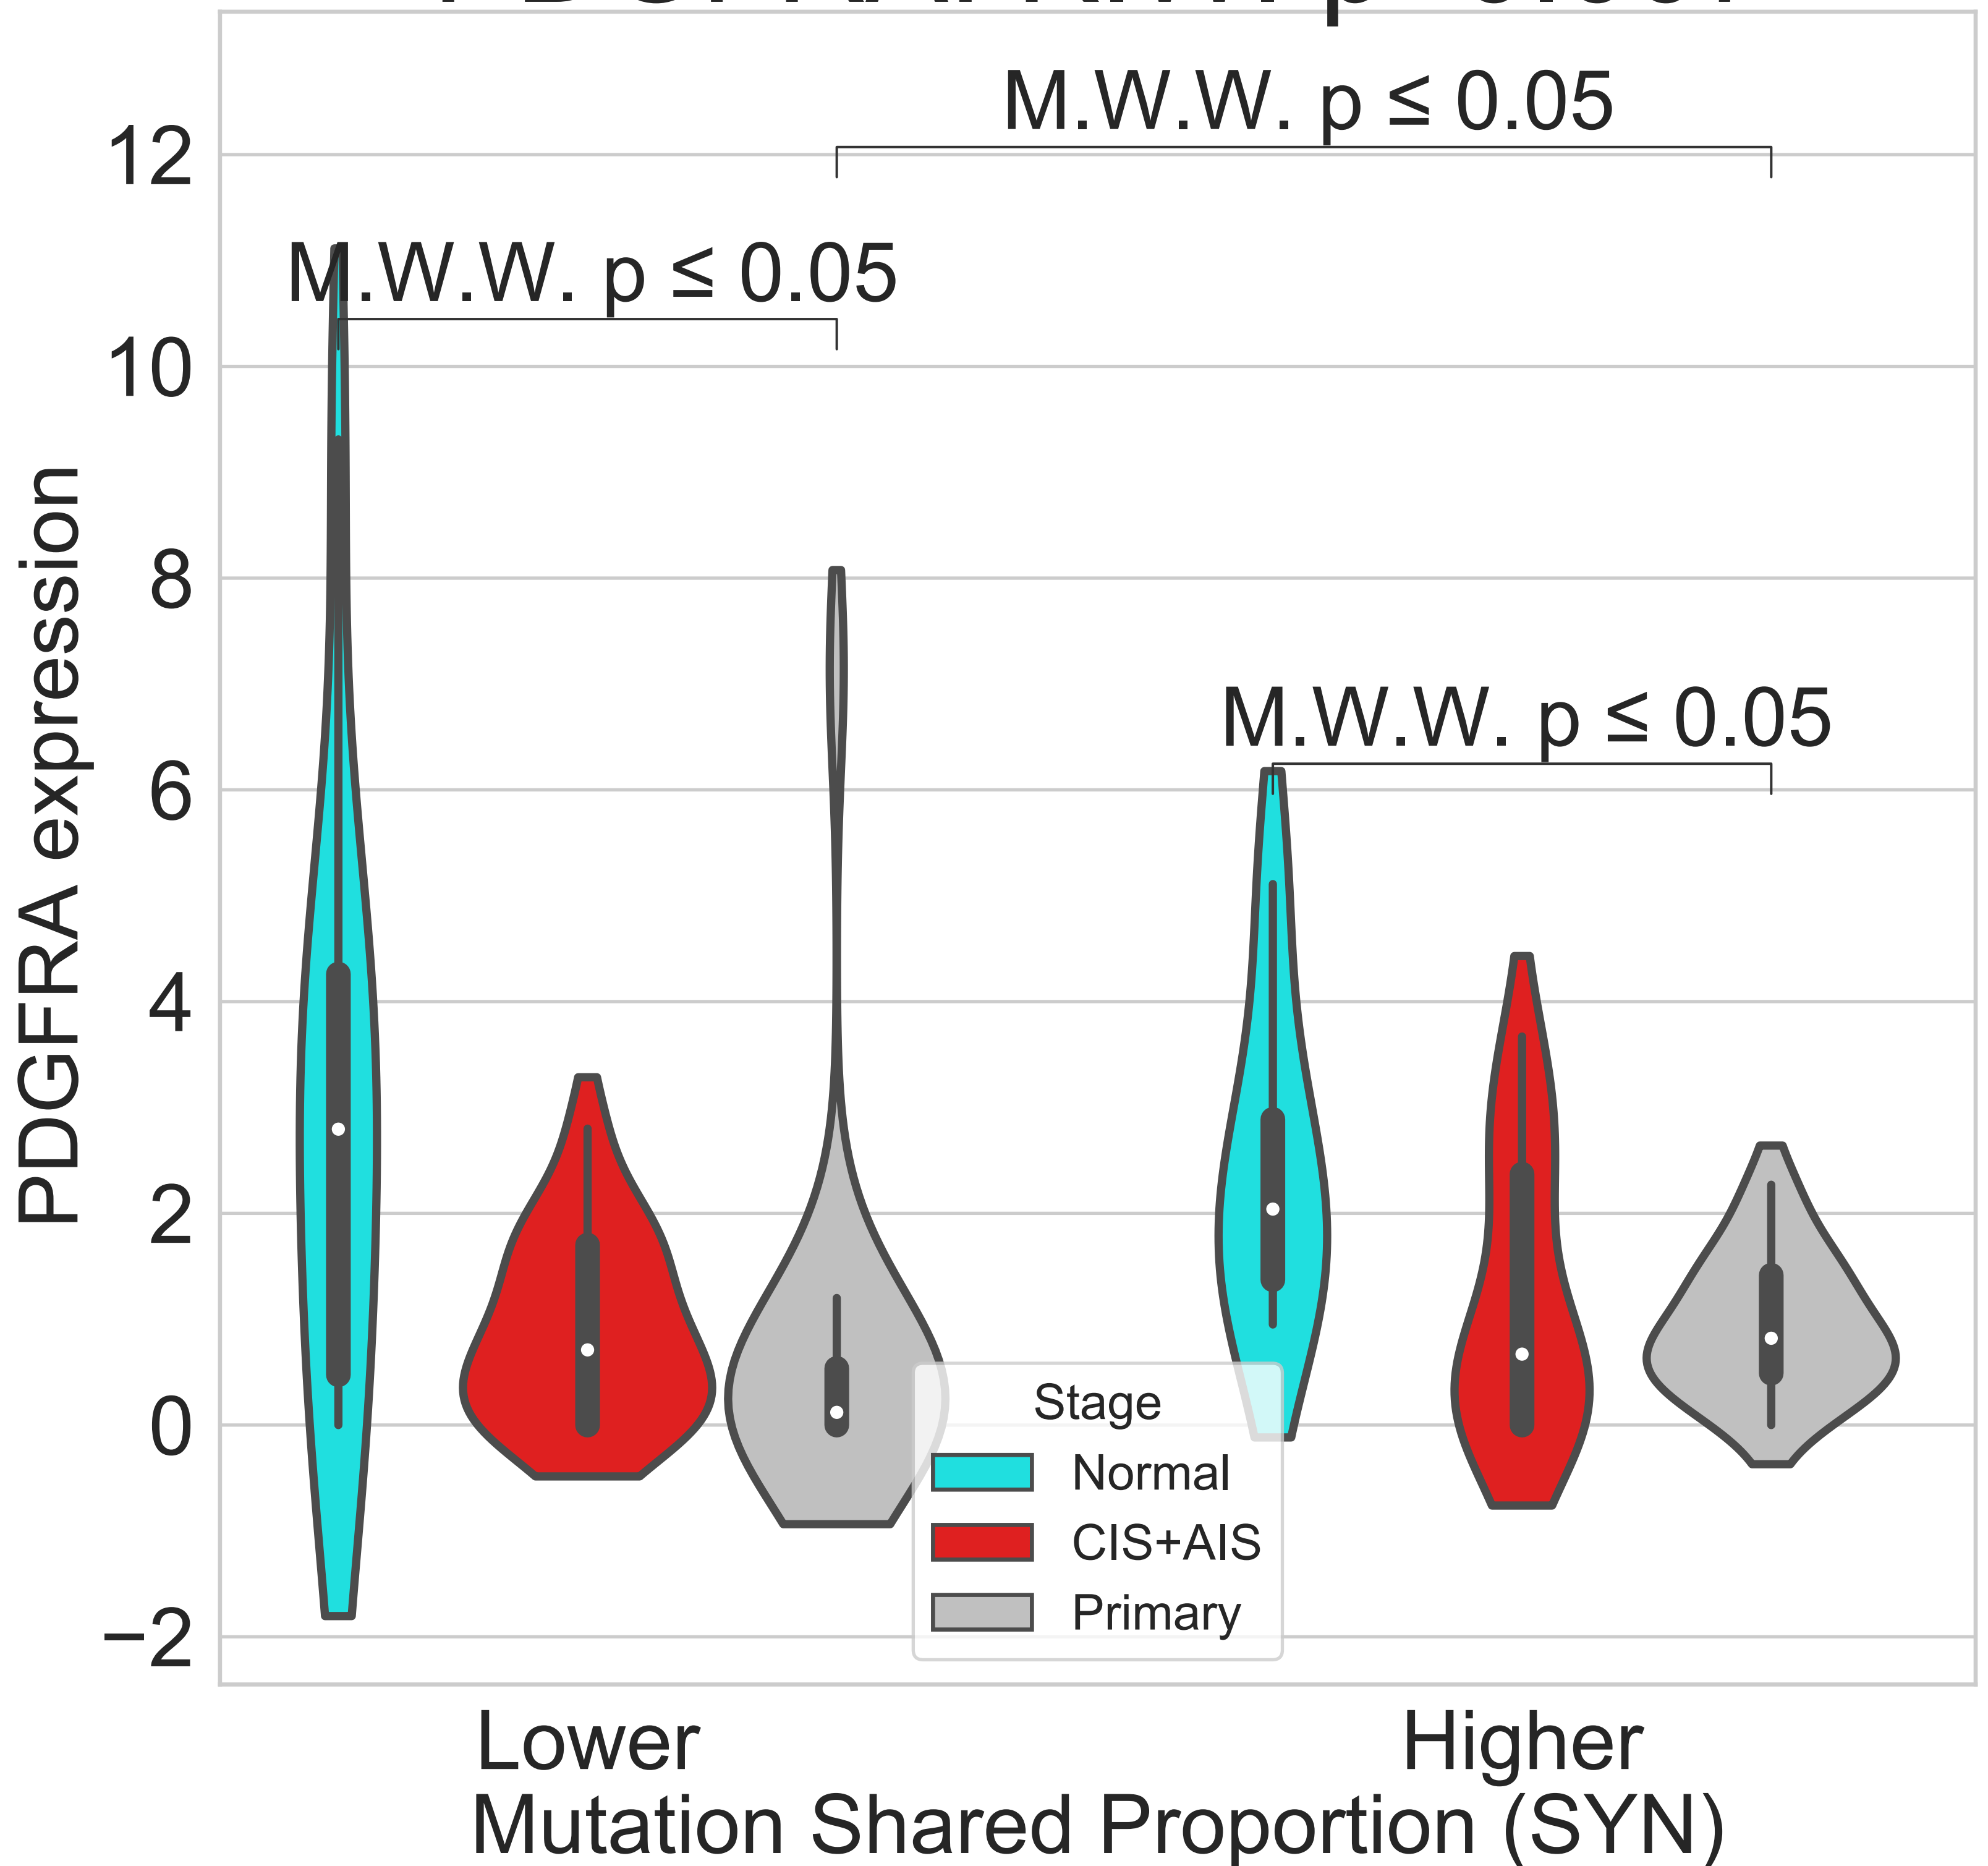 M.W.W. p ≤ 0.05
M.W.W. p ≤ 0.05
M.W.W. p ≤ 0.05
12
10
8
6
4
2
0
−2
PDGFRA expression
Stage
Normal
CIS+AIS
Primary
Lower
Higher
Mutation Shared Proportion (SYN)